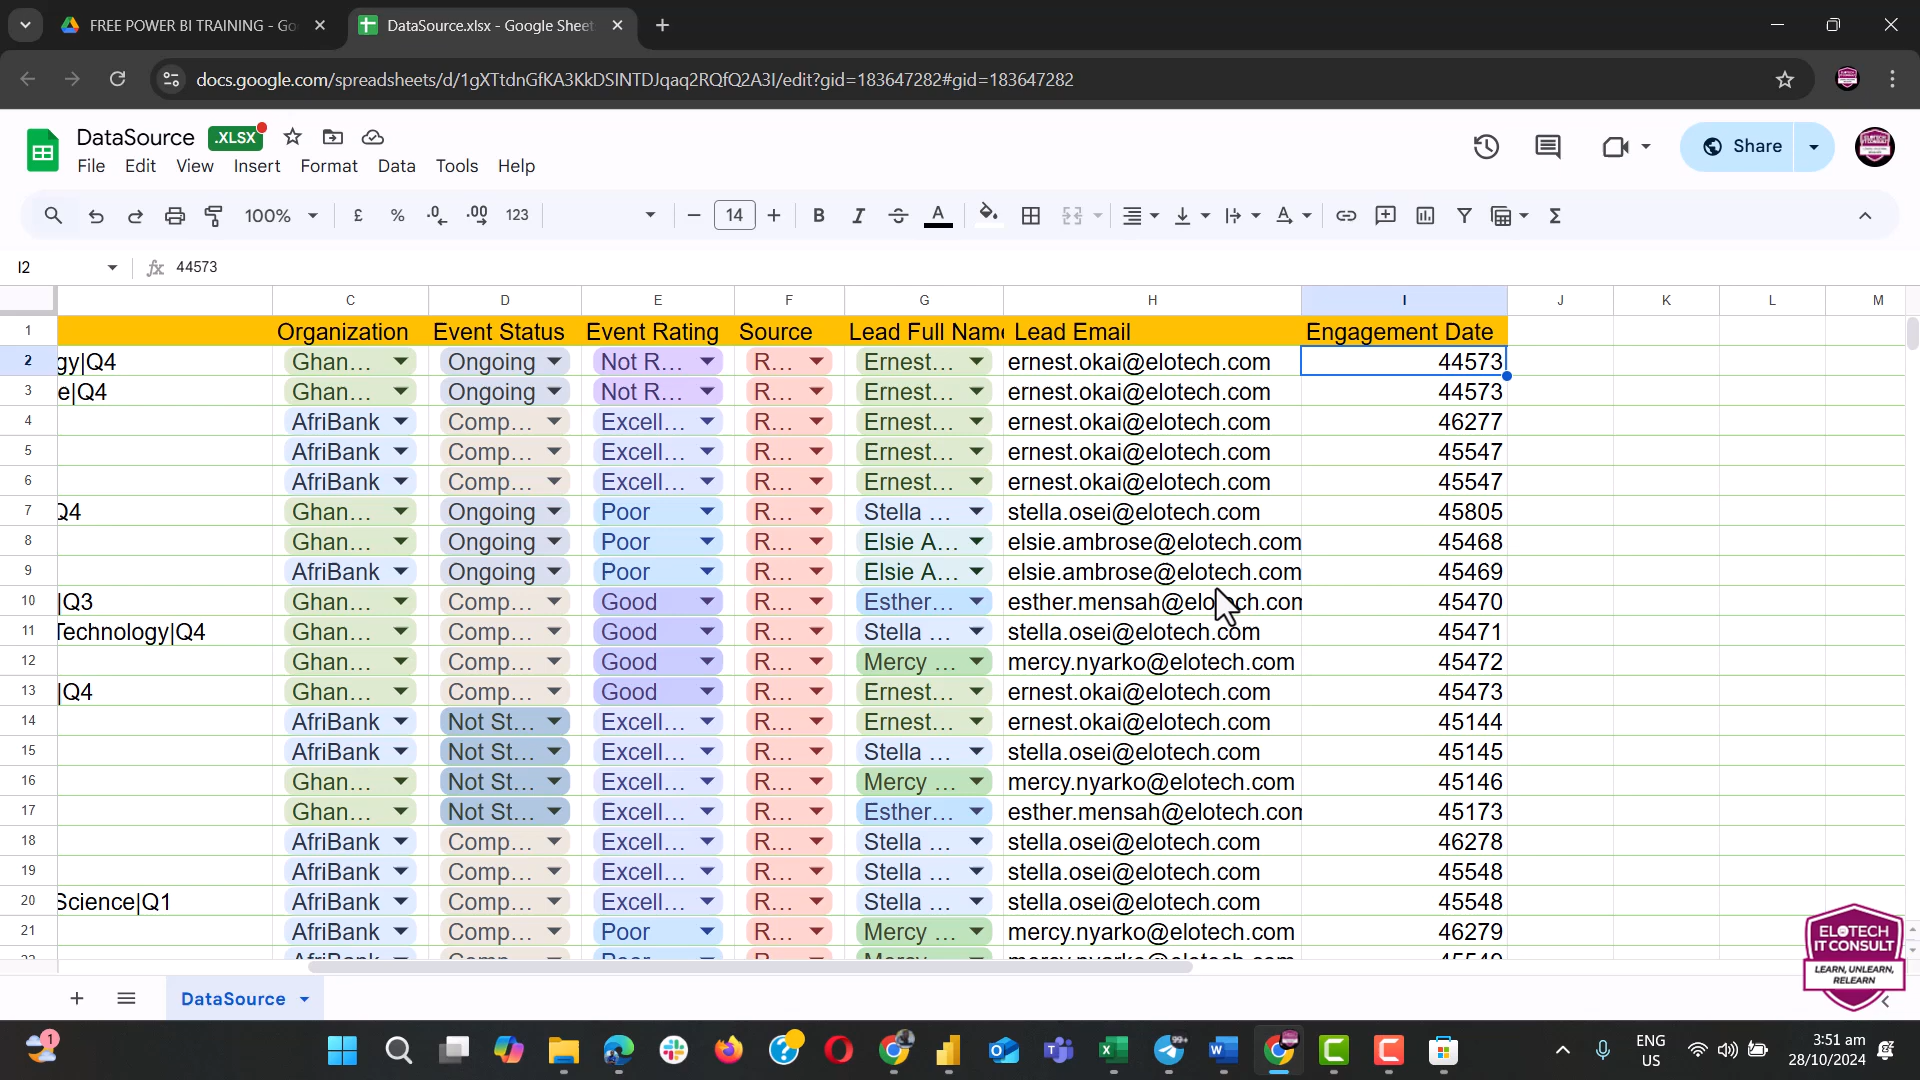 FREE POWER BI TRAINING - Go
DataSource.xlsx - Google Sheet
docs.google.com/spreadsheets/d/1gXTtdnGfKA3KkDSINTDJqaq2RQfQ2A3I/edit?gid=183647282#gid=183647282
DataSource .XLSX
File Edit View Insert Format Data Tools Help
Share
100% £ % .0 .00 123 14 B I A A Σ
I2 fx 44573
C D E F G H I J K L M
1 Organization Event Status Event Rating Source Lead Full Name Lead Email Engagement Date
2 gy|Q4 Ghan... Ongoing Not R... R... Ernest... ernest.okai@elotech.com 44573
3 e|Q4 Ghan... Ongoing Not R... R... Ernest... ernest.okai@elotech.com 44573
4 AfriBank Comp... Excell... R... Ernest... ernest.okai@elotech.com 46277
5 AfriBank Comp... Excell... R... Ernest... ernest.okai@elotech.com 45547
6 AfriBank Comp... Excell... R... Ernest... ernest.okai@elotech.com 45547
7 Q4 Ghan... Ongoing Poor R... Stella ... stella.osei@elotech.com 45805
8 Ghan... Ongoing Poor R... Elsie A... elsie.ambrose@elotech.com 45468
9 AfriBank Ongoing Poor R... Elsie A... elsie.ambrose@elotech.com 45469
10 |Q3 Ghan... Comp... Good R... Esther... esther.mensah@elotech.com 45470
11 Technology|Q4 Ghan... Comp... Good R... Stella ... stella.osei@elotech.com 45471
12 Ghan... Comp... Good R... Mercy ... mercy.nyarko@elotech.com 45472
13 |Q4 Ghan... Comp... Good R... Ernest... ernest.okai@elotech.com 45473
14 AfriBank Not St... Excell... R... Ernest... ernest.okai@elotech.com 45144
15 AfriBank Not St... Excell... R... Stella ... stella.osei@elotech.com 45145
16 Ghan... Not St... Excell... R... Mercy ... mercy.nyarko@elotech.com 45146
17 Ghan... Not St... Excell... R... Esther... esther.mensah@elotech.com 45173
18 AfriBank Comp... Excell... R... Stella ... stella.osei@elotech.com 46278
19 AfriBank Comp... Excell... R... Stella ... stella.osei@elotech.com 45548
20 Science|Q1 AfriBank Comp... Excell... R... Stella ... stella.osei@elotech.com 45548
21 AfriBank Comp... Poor R... Mercy ... mercy.nyarko@elotech.com 46279
ELOTECH
IT CONSULT
LEARN, UNLEARN,
RELEARN
DataSource
1
99+
ENG
US
3:51 am
28/10/2024